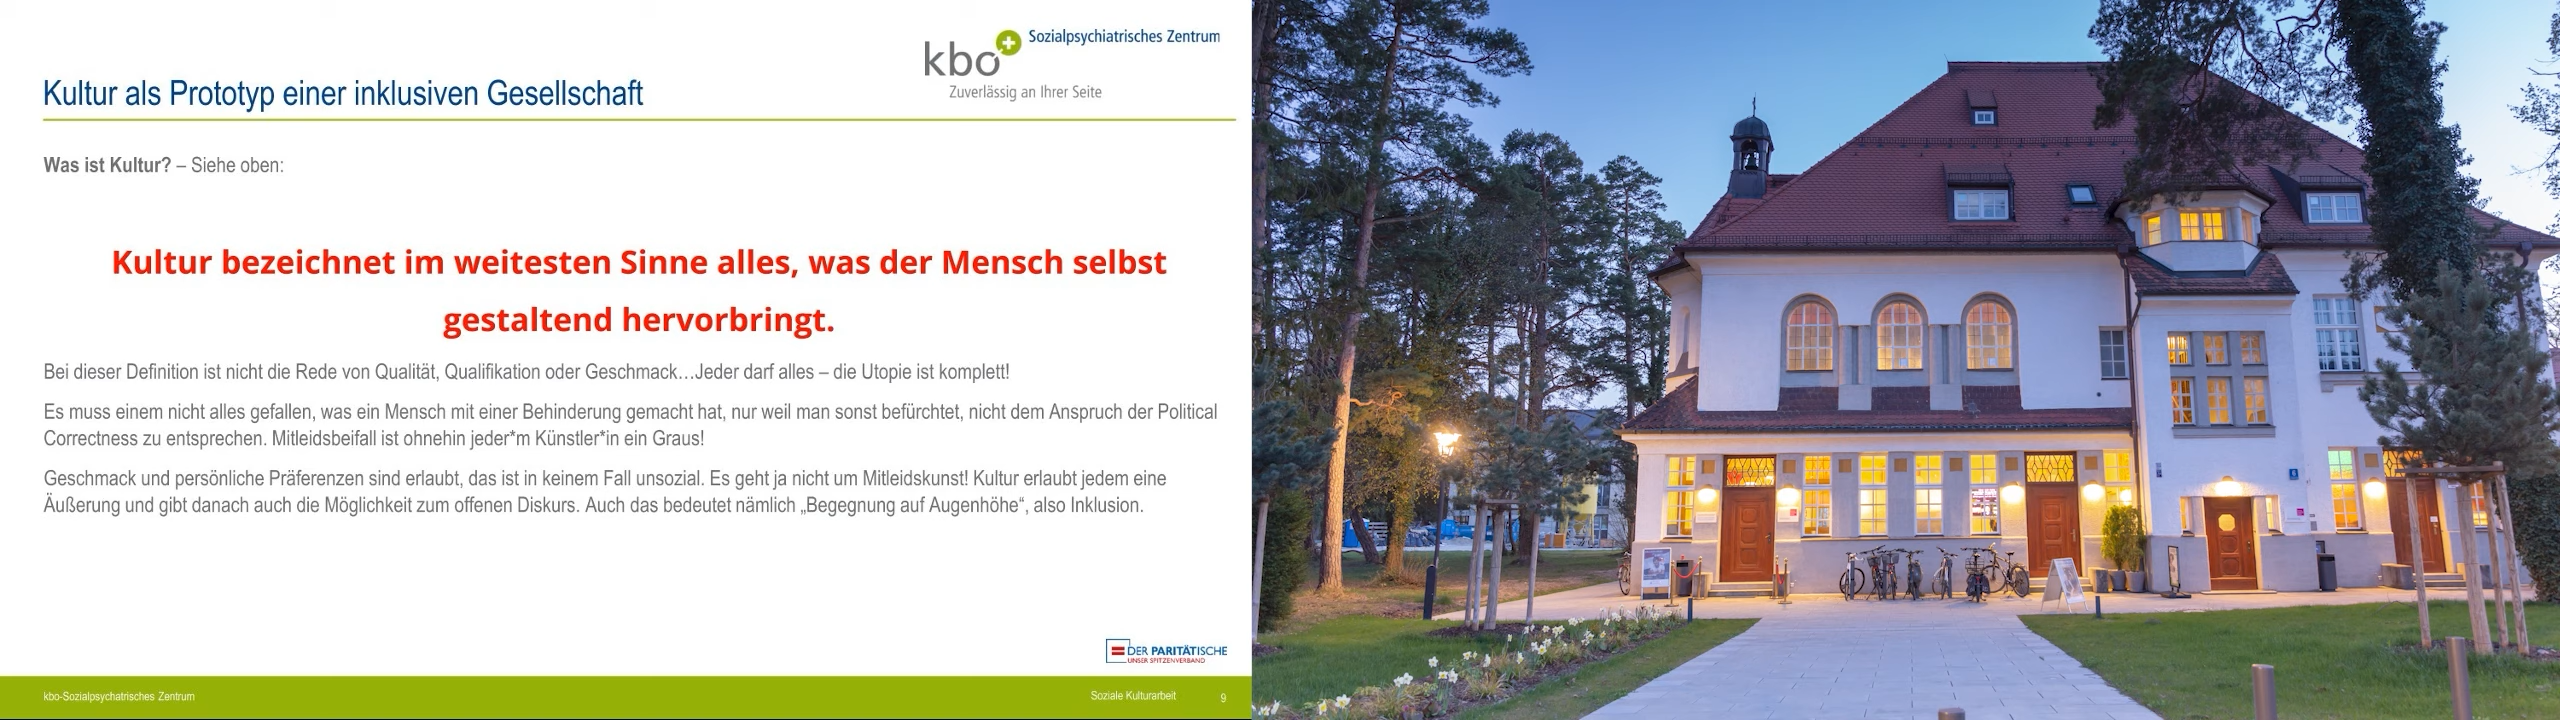 kbo Sozialpsychiatrisches Zentrum
Zuverlässig an Ihrer Seite
Kultur als Prototyp einer inklusiven Gesellschaft
Was ist Kultur? – Siehe oben:
Kultur bezeichnet im weitesten Sinne alles, was der Mensch selbst
gestaltend hervorbringt.
Bei dieser Definition ist nicht die Rede von Qualität, Qualifikation oder Geschmack…Jeder darf alles – die Utopie ist komplett!
Es muss einem nicht alles gefallen, was ein Mensch mit einer Behinderung gemacht hat, nur weil man sonst befürchtet, nicht dem Anspruch der Political
Correctness zu entsprechen. Mitleidsbeifall ist ohnehin jeder*m Künstler*in ein Graus!
Geschmack und persönliche Präferenzen sind erlaubt, das ist in keinem Fall unsozial. Es geht ja nicht um Mitleidskunst! Kultur erlaubt jedem eine
Äußerung und gibt danach auch die Möglichkeit zum offenen Diskurs. Auch das bedeutet nämlich „Begegnung auf Augenhöhe“, also Inklusion.
DER PARITÄTISCHE
UNSER SPITZENVERBAND
kbo-Sozialpsychatrisches Zentrum
Soziale Kulturarbeit
9